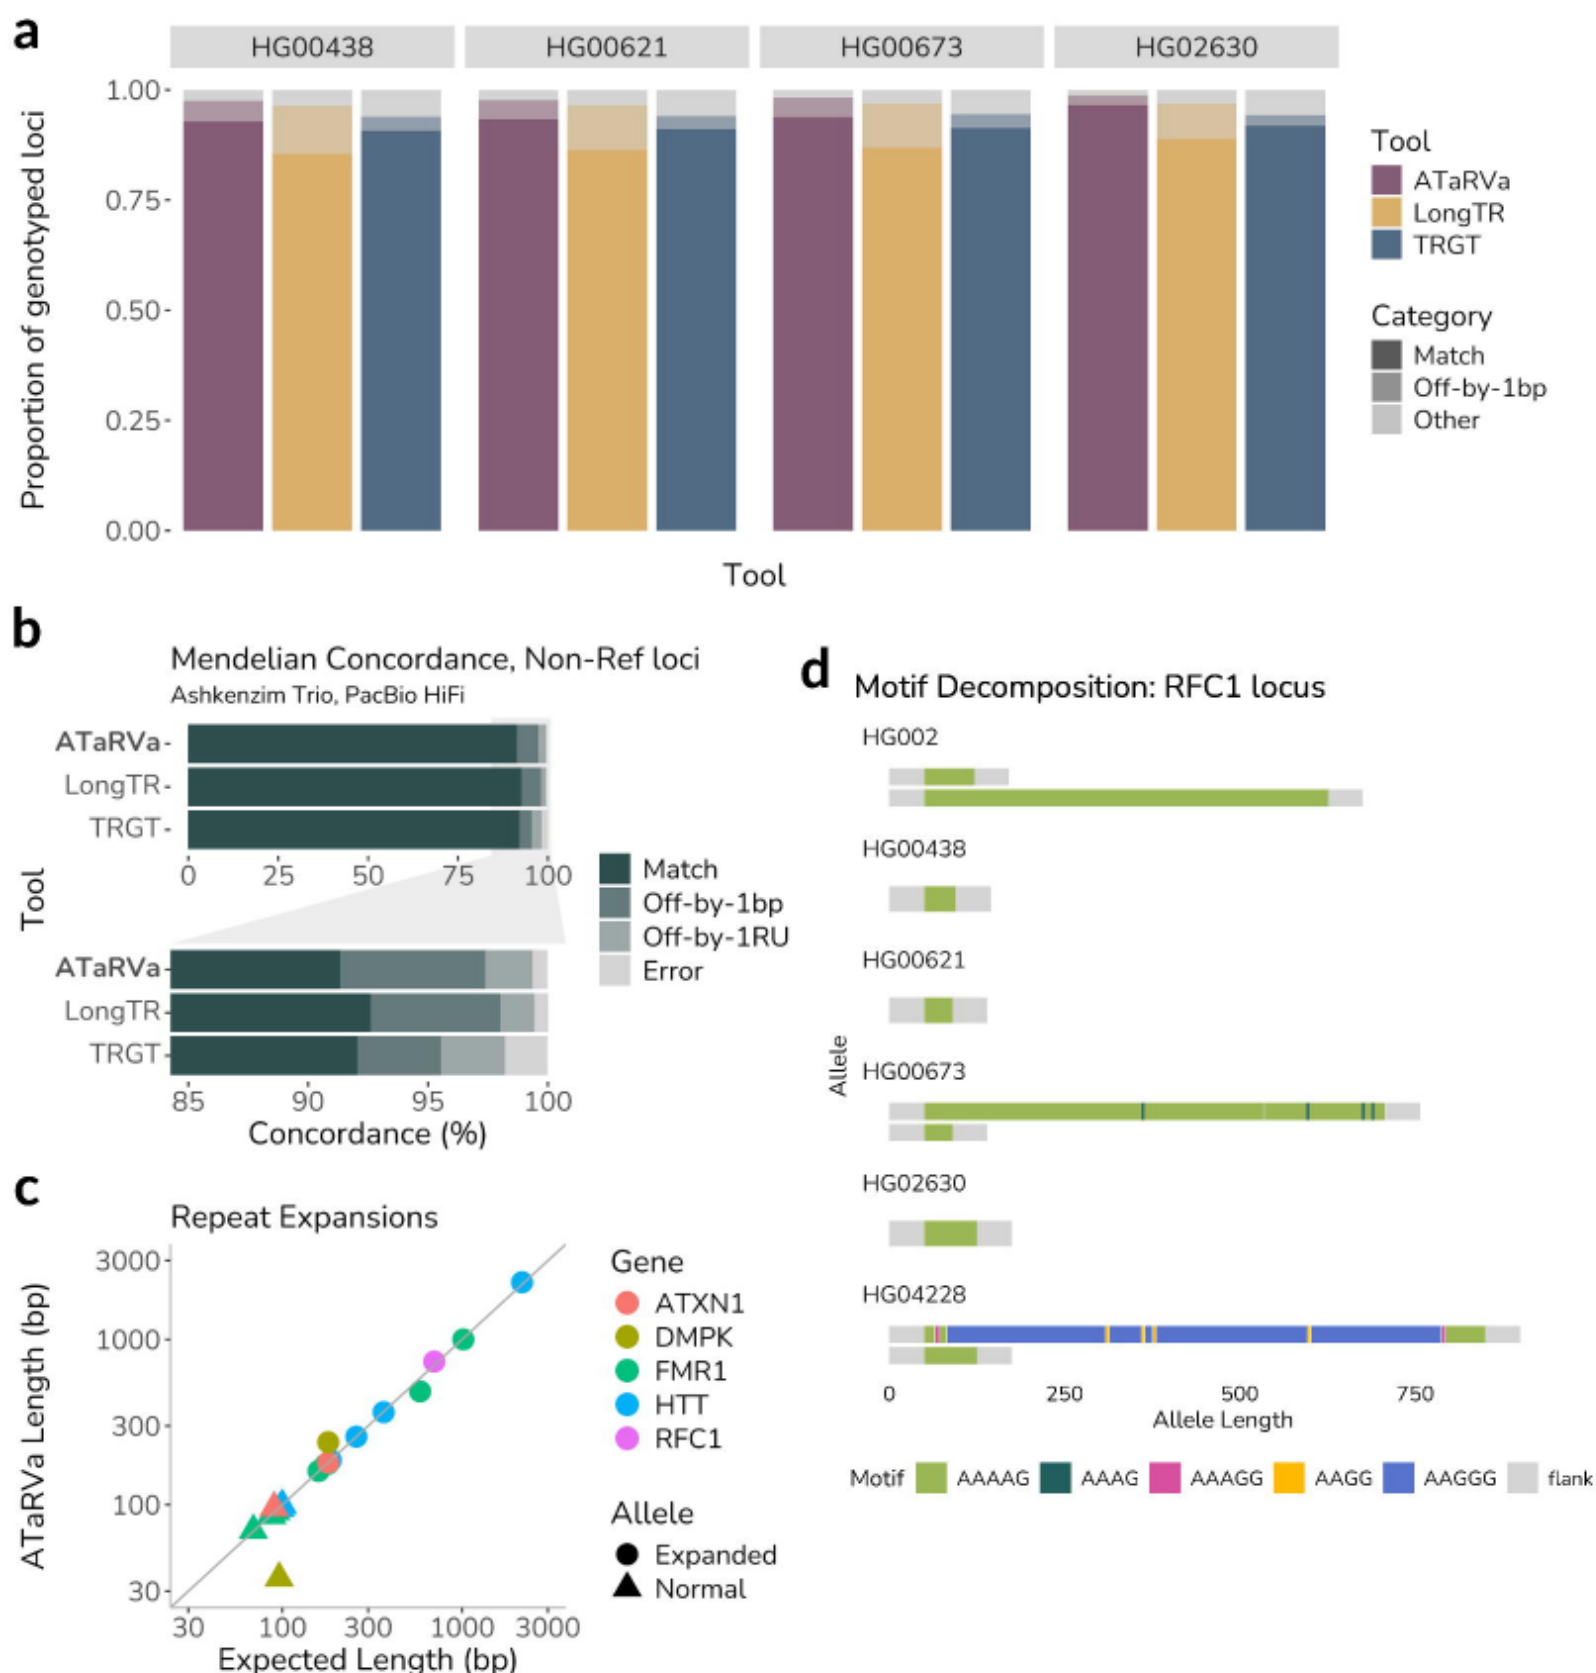 a
HG00438 HG00621 HG00673 HG02630
1.00
0.75
0.50
0.25
0.00
Proportion of genotyped loci
Tool
Tool
ATaRVa
LongTR
TRGT
Category
Match
Off-by-1bp
Other
b
Mendelian Concordance, Non-Ref loci
Ashkenzim Trio, PacBio HiFi
ATaRVa
LongTR
TRGT
0 25 50 75 100
Tool
Match
Off-by-1bp
Off-by-1RU
Error
ATaRVa
LongTR
TRGT
85 90 95 100
Concordance (%)
c
Repeat Expansions
3000
1000
300
100
30
ATaRVa Length (bp)
30 100 300 1000 3000
Expected Length (bp)
Gene
ATXN1
DMPK
FMR1
HTT
RFC1
Allele
Expanded
Normal
d
Motif Decomposition: RFC1 locus
HG002
HG00438
HG00621
HG00673
HG02630
HG04228
Allele
0 250 500 750
Allele Length
Motif AAAAG AAAG AAAGG AAGG AAGGG flank